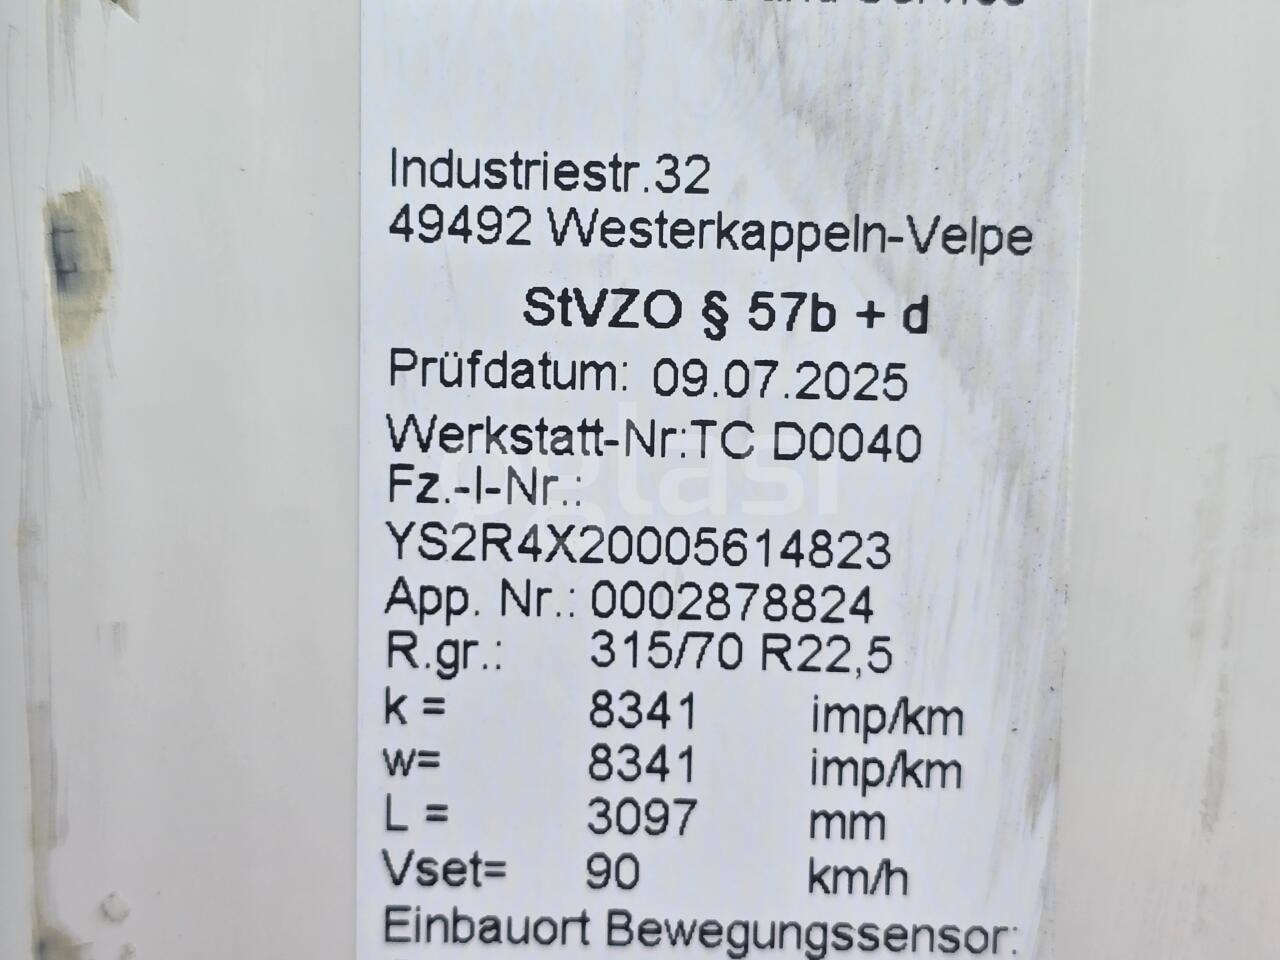 Industriestr.32
49492 Westerkappeln-Velpe
StVZO § 57b + d
Prüfdatum: 09.07.2025
Werkstatt-Nr:TC D0040
oglasi
Fz.-I-Nr.:
YS2R4X20005614823
App. Nr.: 0002878824
R.gr.: 315/70 R22,5
k = 8341 imp/km
w= 8341 imp/km
L = 3097 mm
Vset= 90 km/h
Einbauort Bewegungssensor: